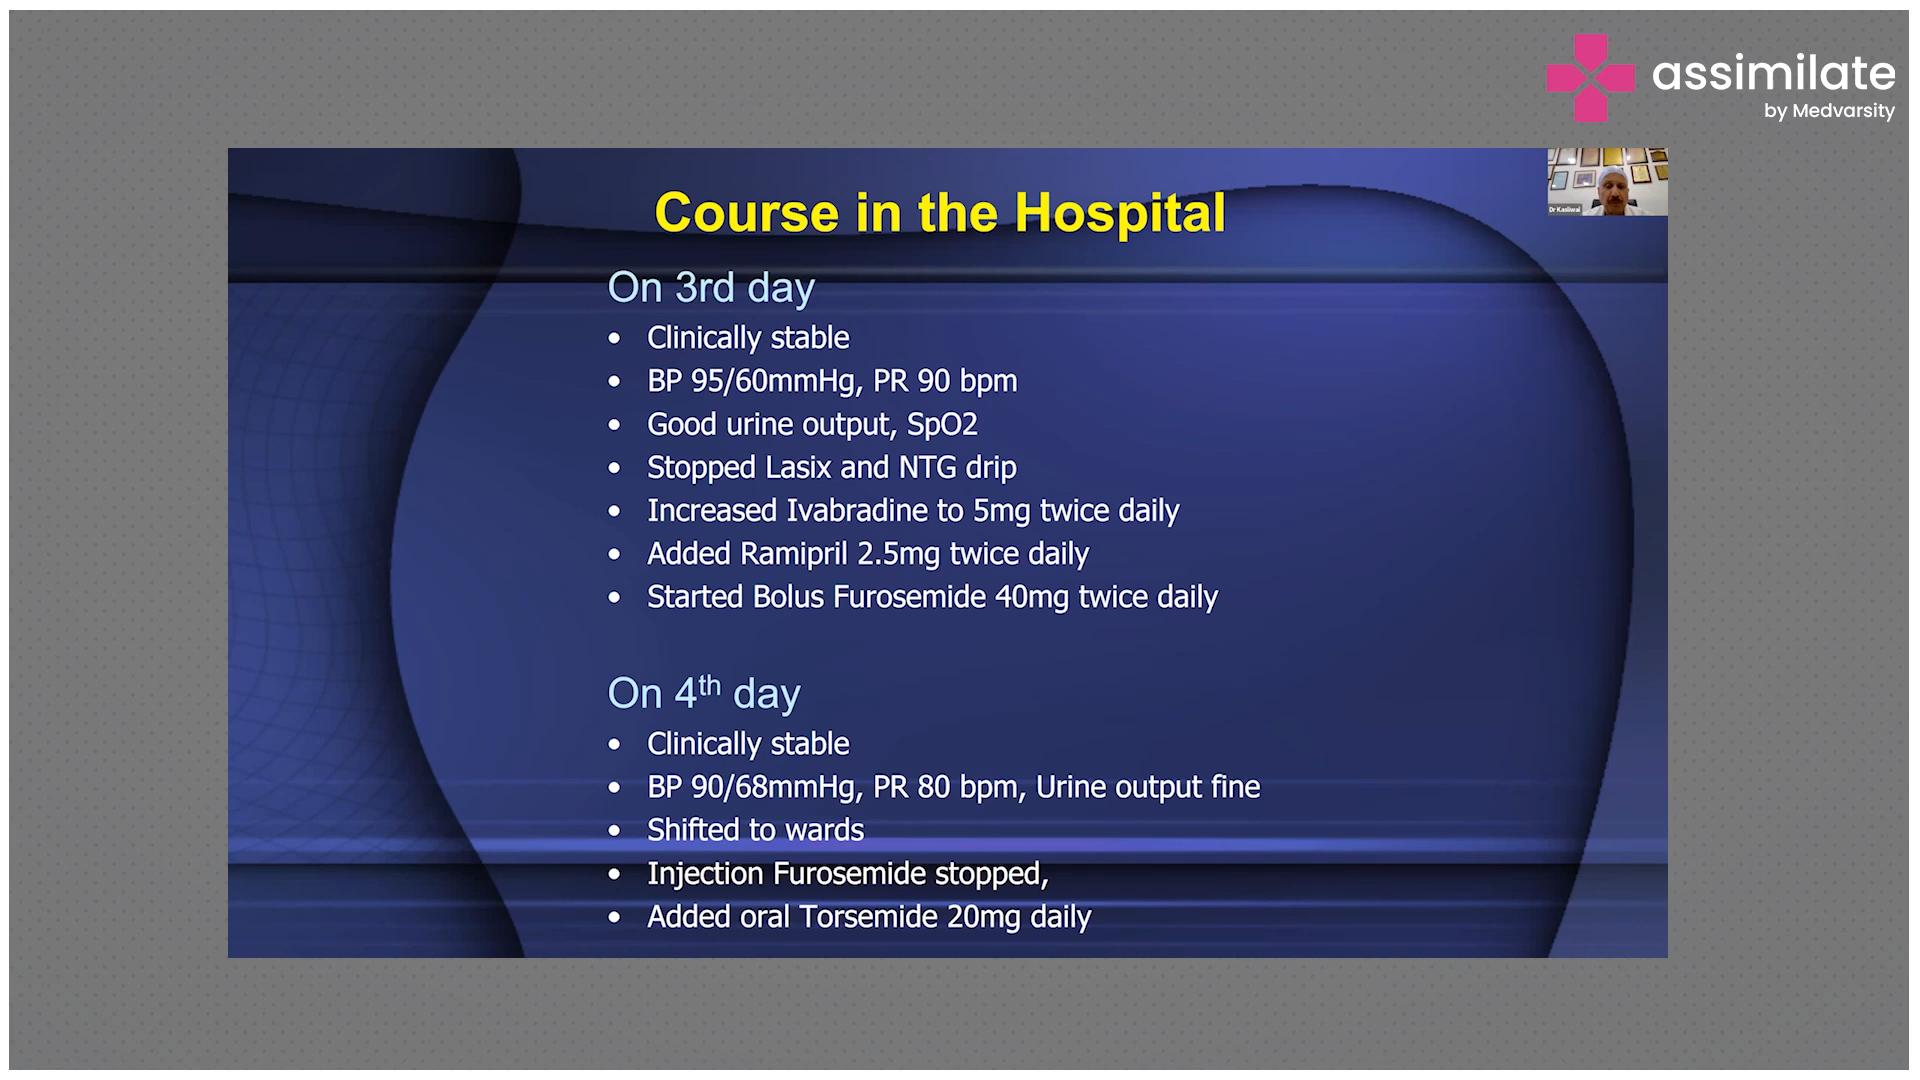 assimilate
by Medvarsity
Dr Kasliwal
Course in the Hospital
On 3rd day
• Clinically stable
• BP 95/60mmHg, PR 90 bpm
• Good urine output, SpO2
• Stopped Lasix and NTG drip
• Increased Ivabradine to 5mg twice daily
• Added Ramipril 2.5mg twice daily
• Started Bolus Furosemide 40mg twice daily
On 4th day
• Clinically stable
• BP 90/68mmHg, PR 80 bpm, Urine output fine
• Shifted to wards
• Injection Furosemide stopped,
• Added oral Torsemide 20mg daily